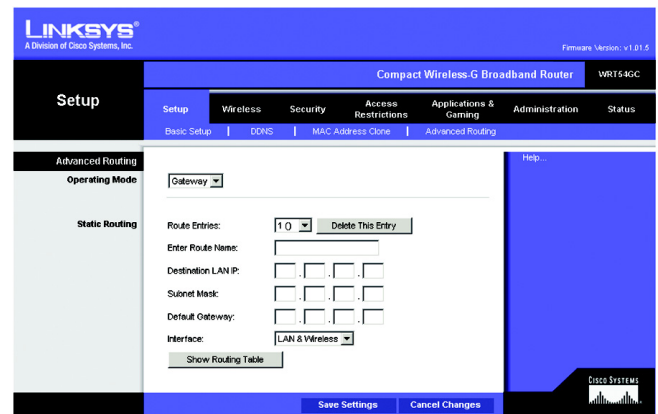 LINKSYS®
A Division of Cisco Systems, Inc.
Firmware Version: v1.01.5
Compact Wireless-G Broadband Router WRT54GC
Setup
Setup Wireless Security Access Restrictions Applications & Gaming Administration Status
Basic Setup | DDNS | MAC Address Clone | Advanced Routing
Advanced Routing
Help...
Operating Mode Gateway
Static Routing Route Entries: 10 Delete This Entry
Enter Route Name:
Destination LAN IP: . . .
Subnet Mask: . . .
Default Gateway: . . .
Interface: LAN & Wireless
Show Routing Table
CISCO SYSTEMS
Save Settings Cancel Changes